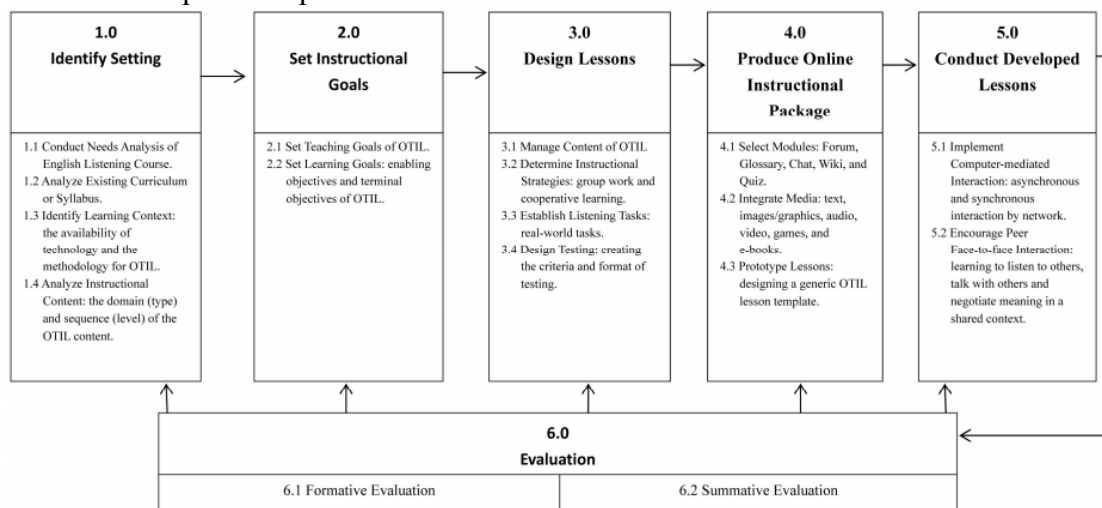 1.0
Identify Setting
1.1 Conduct Needs Analysis of
English Listening Course.
1.2 Analyze Existing Curriculum
or Syllabus.
1.3 Identify Learning Context:
the availability of
technology and the
methodology for OTIL.
1.4 Analyze Instructional
Content: the domain (type)
and sequence (level) of the
OTIL content.
2.0
Set Instructional
Goals
2.1 Set Teaching Goals of OTIL.
2.2 Set Learning Goals: enabling
objectives and terminal
objectives of OTIL.
3.0
Design Lessons
3.1 Manage Content of OTIL
3.2 Determine Instructional
Strategies: group work and
cooperative learning.
3.3 Establish Listening Tasks:
real-world tasks.
3.4 Design Testing: creating
the criteria and format of
testing.
4.0
Produce Online
Instructional
Package
4.1 Select Modules: Forum,
Glossary, Chat, Wiki, and
Quiz.
4.2 Integrate Media: text,
images/graphics, audio,
video, games, and
e-books.
4.3 Prototype Lessons:
designing a generic OTIL
lesson template.
5.0
Conduct Developed
Lessons
5.1 Implement
Computer-mediated
Interaction: asynchronous
and synchronous
interaction by network.
5.2 Encourage Peer
Face-to-face Interaction:
learning to listen to others,
talk with others and
negotiate meaning in a
shared context.
6.0
Evaluation
6.1 Formative Evaluation
6.2 Summative Evaluation